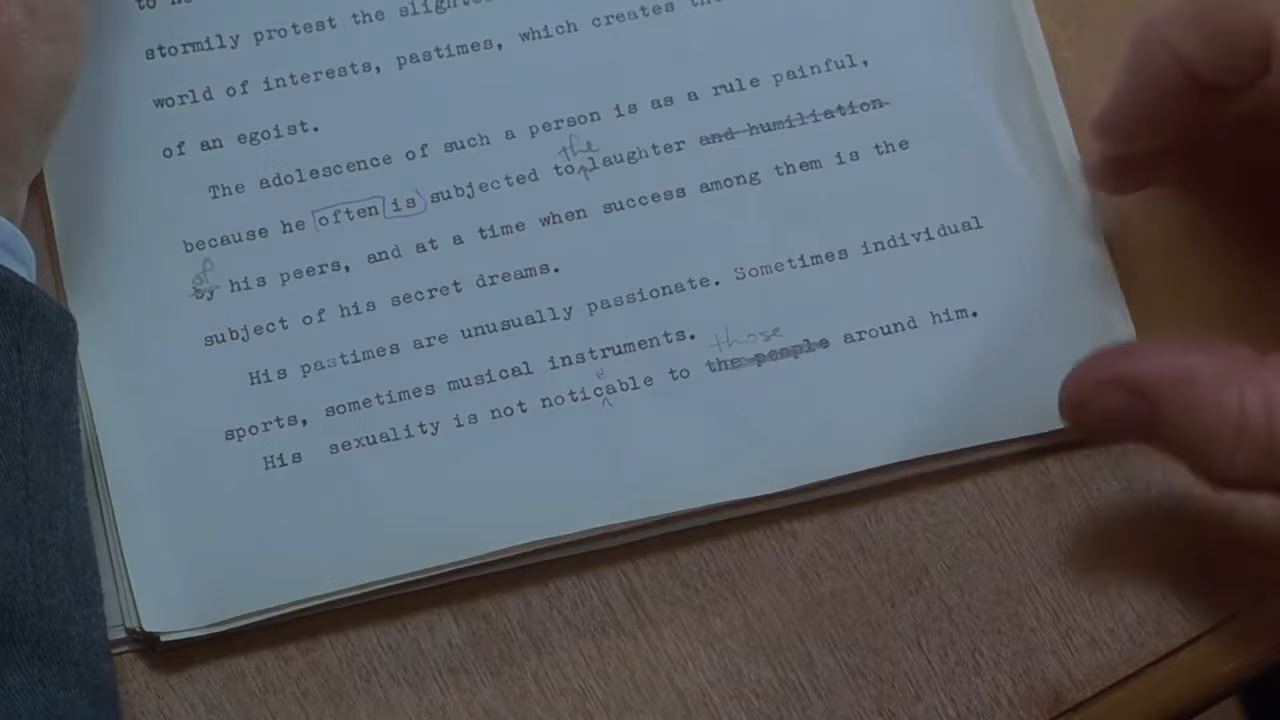 stormily protest the
world of interests, pastimes, which creates
of an egoist.
The adolescence of such a person is as a rule painful,
the
because he often is subjected to laughter and humiliation
of
by his peers, and at a time when success among them is the
subject of his secret dreams.
His pastimes are unusually passionate. Sometimes individual
sports, sometimes musical instruments.
those
e
His sexuality is not noticable to the people around him.